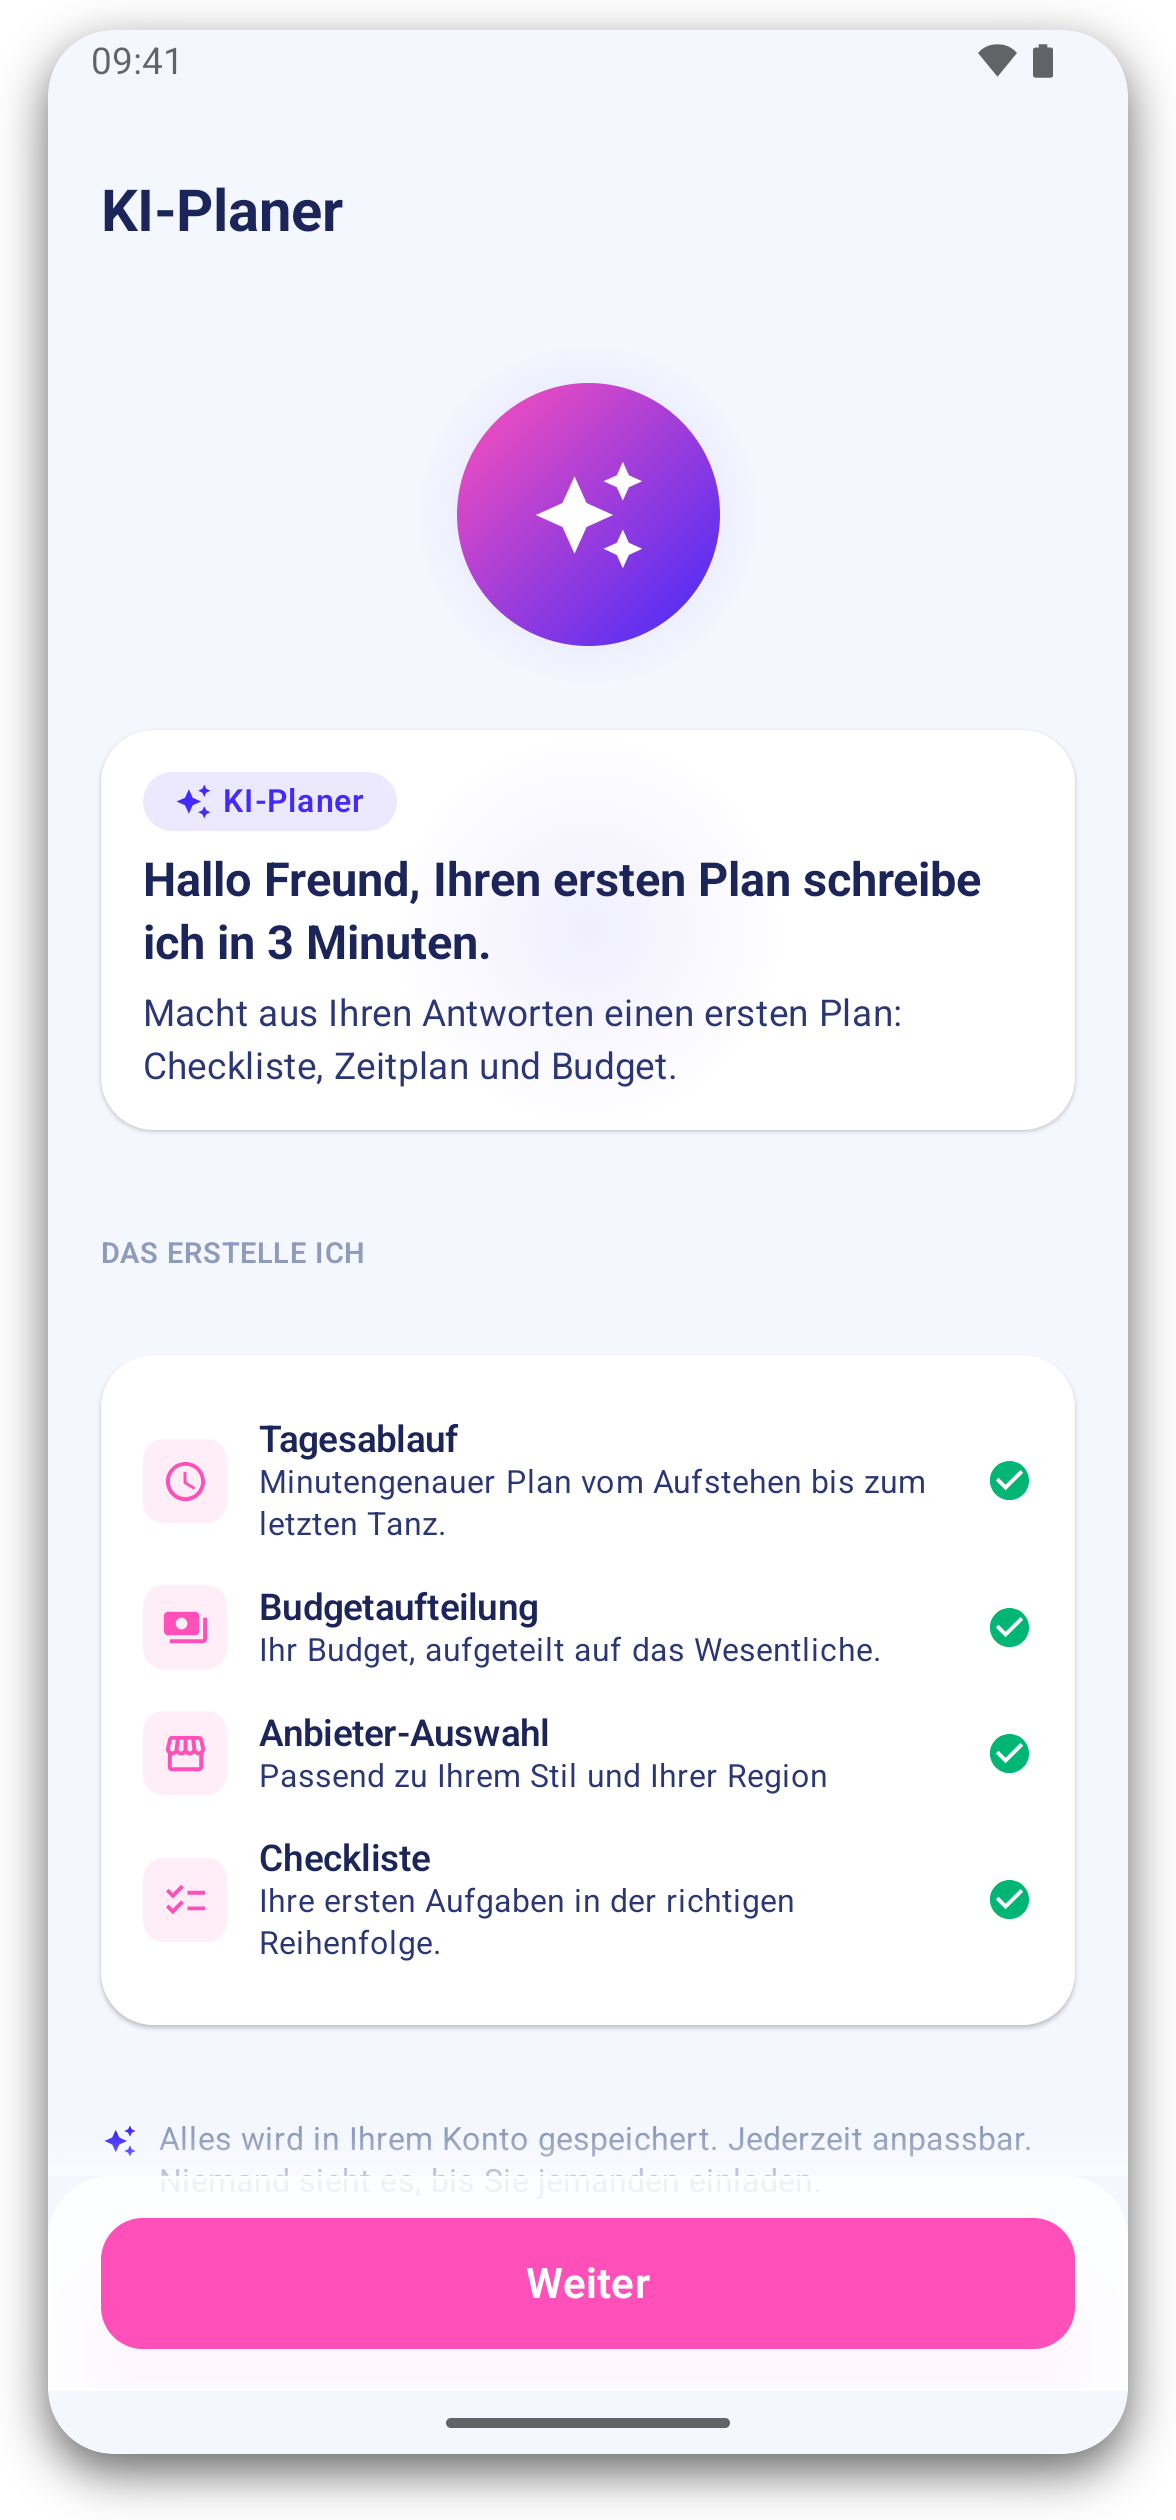 09:41
KI-Planer
KI-Planer
Hallo Freund, Ihren ersten Plan schreibe
ich in 3 Minuten.
Macht aus Ihren Antworten einen ersten Plan:
Checkliste, Zeitplan und Budget.
DAS ERSTELLE ICH
Tagesablauf
Minutengenauer Plan vom Aufstehen bis zum
letzten Tanz.
Budgetaufteilung
Ihr Budget, aufgeteilt auf das Wesentliche.
Anbieter-Auswahl
Passend zu Ihrem Stil und Ihrer Region
Checkliste
Ihre ersten Aufgaben in der richtigen
Reihenfolge.
Alles wird in Ihrem Konto gespeichert. Jederzeit anpassbar.
Niemand sieht es, bis Sie jemanden einladen.
Weiter